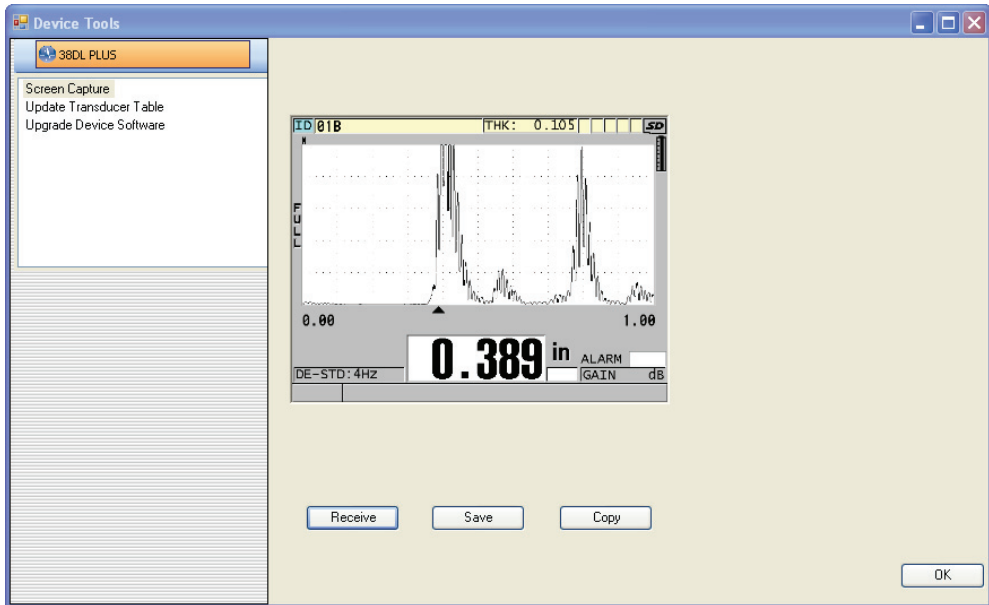 Device Tools
38DL PLUS
Screen Capture
Update Transducer Table
Upgrade Device Software
ID 01B THK: 0.105 SD
FULL
0.00 1.00
0.389 in ALARM
DE-STD:4HZ GAIN dB
Receive Save Copy
OK